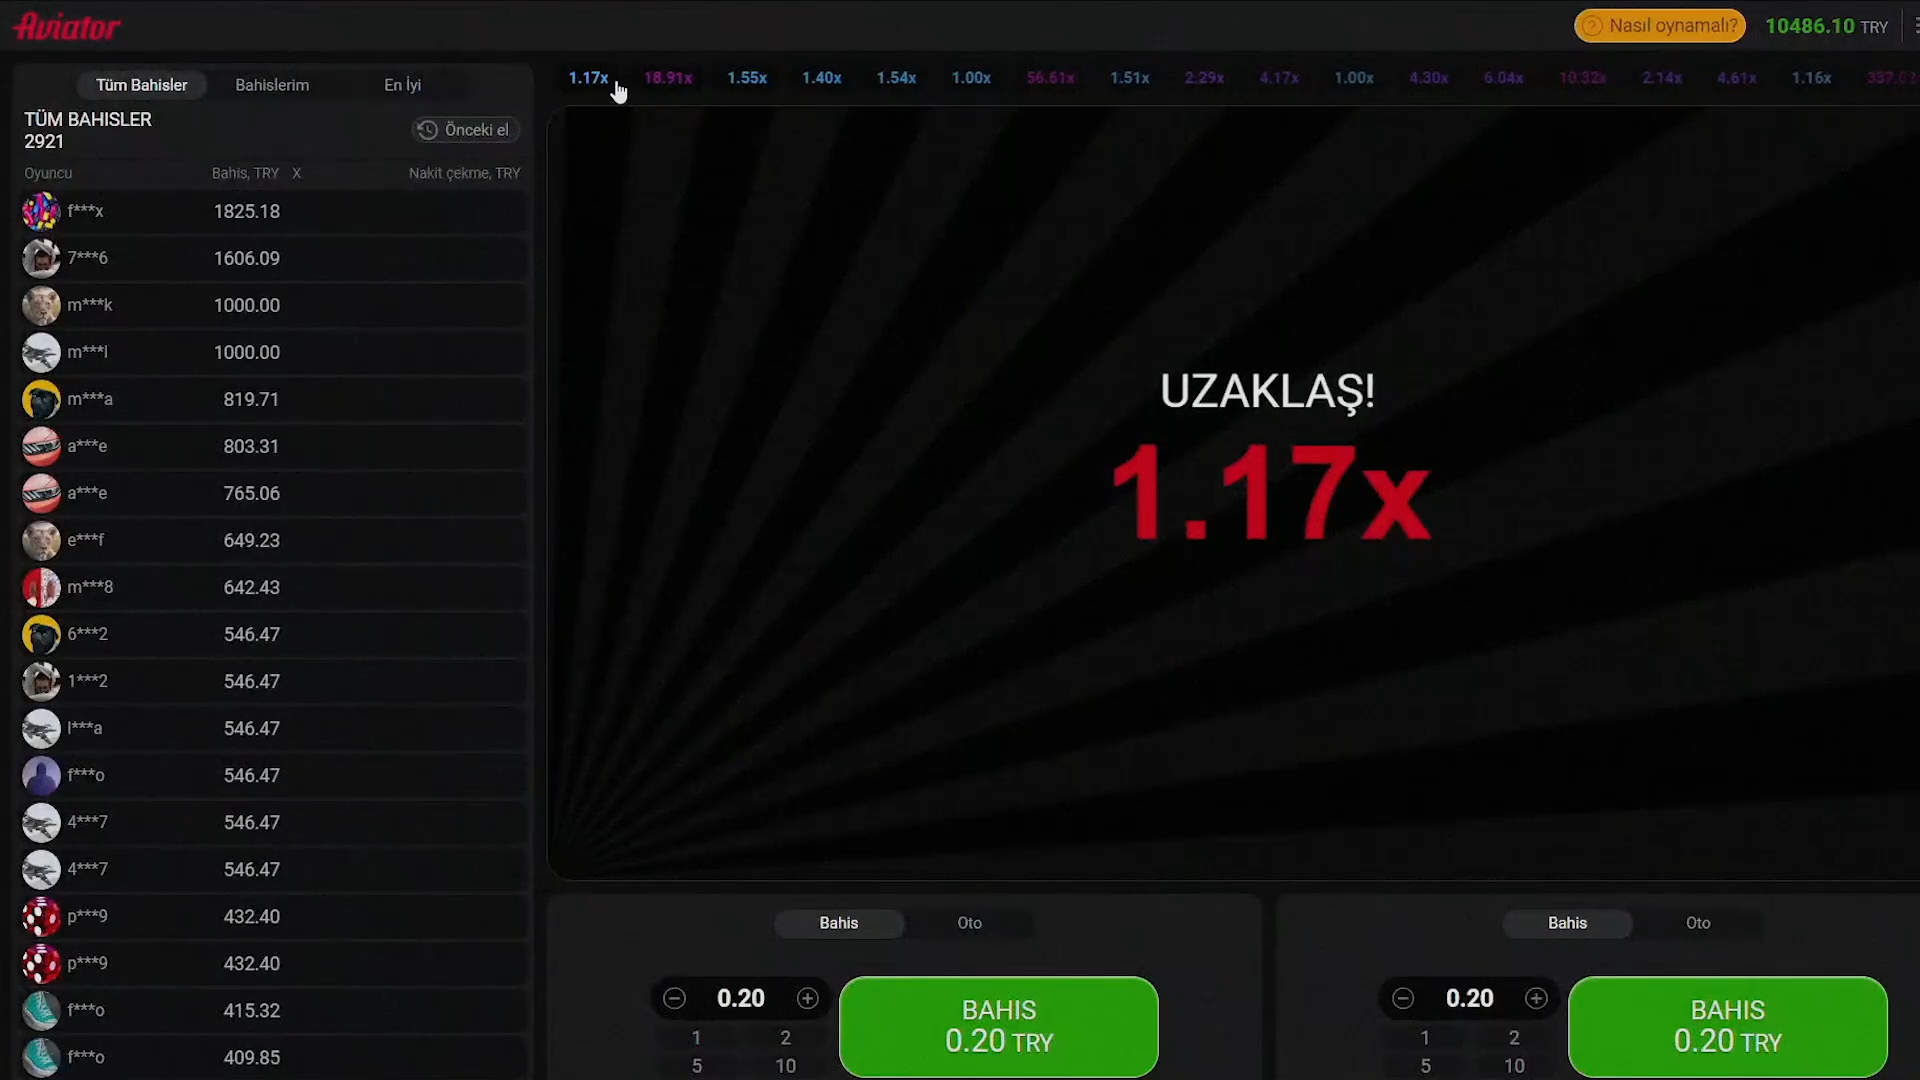 Aviator
Nasıl oynamalı?
10486.10 TRY
Tüm Bahisler
Bahislerim
En İyi
1.17x 18.91x 1.55x 1.40x 1.54x 1.00x 56.61x 1.51x 2.29x 4.17x 1.00x 4.30x 6.04x 10.32x 2.14x 4.61x 1.16x
TÜM BAHISLER
2921
Önceki el
Oyuncu Bahis, TRY X Nakit çekme, TRY
f***x 1825.18
7***6 1606.09
m***k 1000.00
m***l 1000.00
m***a 819.71
a***e 803.31
a***e 765.06
e***f 649.23
m***8 642.43
6***2 546.47
1***2 546.47
l***a 546.47
f***o 546.47
4***7 546.47
4***7 546.47
p***9 432.40
p***9 432.40
f***o 415.32
f***o 409.85
UZAKLAŞ!
1.17x
Bahis Oto
0.20
1 2
5 10
BAHIS
0.20 TRY
Bahis Oto
0.20
1 2
5 10
BAHIS
0.20 TRY